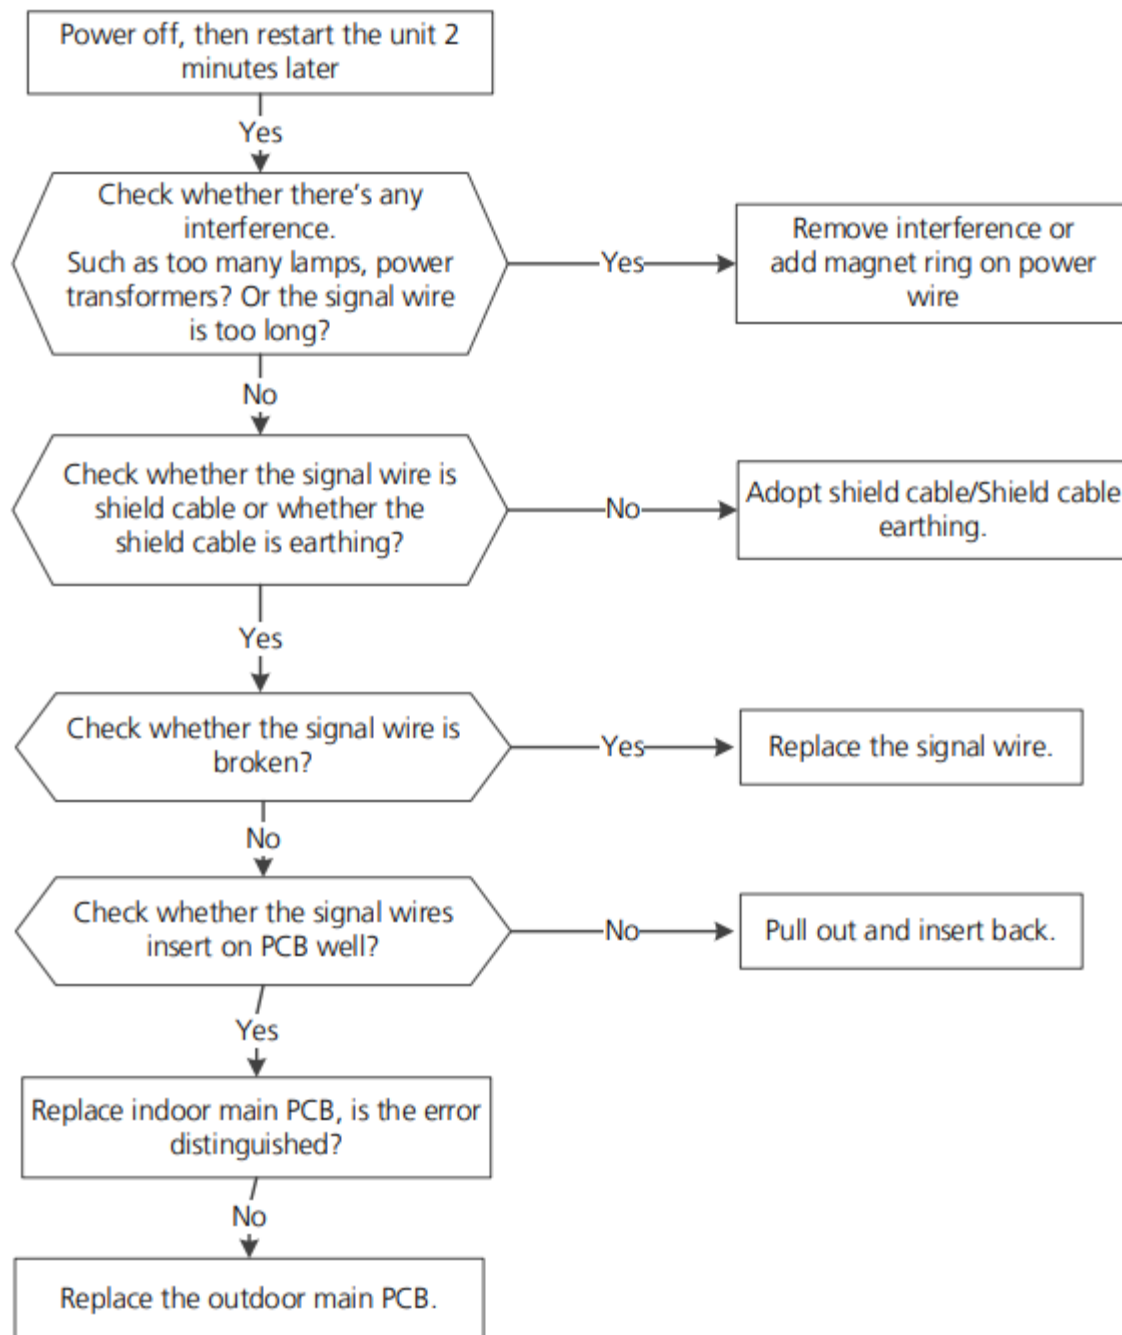 Power off, then restart the unit 2
minutes later
Yes
Check whether there's any
interference.
Such as too many lamps, power
transformers? Or the signal wire
is too long?
Yes
Remove interference or
add magnet ring on power
wire
No
Check whether the signal wire is
shield cable or whether the
shield cable is earthing?
No
Adopt shield cable/Shield cable
earthing.
Yes
Check whether the signal wire is
broken?
Yes
Replace the signal wire.
No
Check whether the signal wires
insert on PCB well?
No
Pull out and insert back.
Yes
Replace indoor main PCB, is the error
distinguished?
No
Replace the outdoor main PCB.